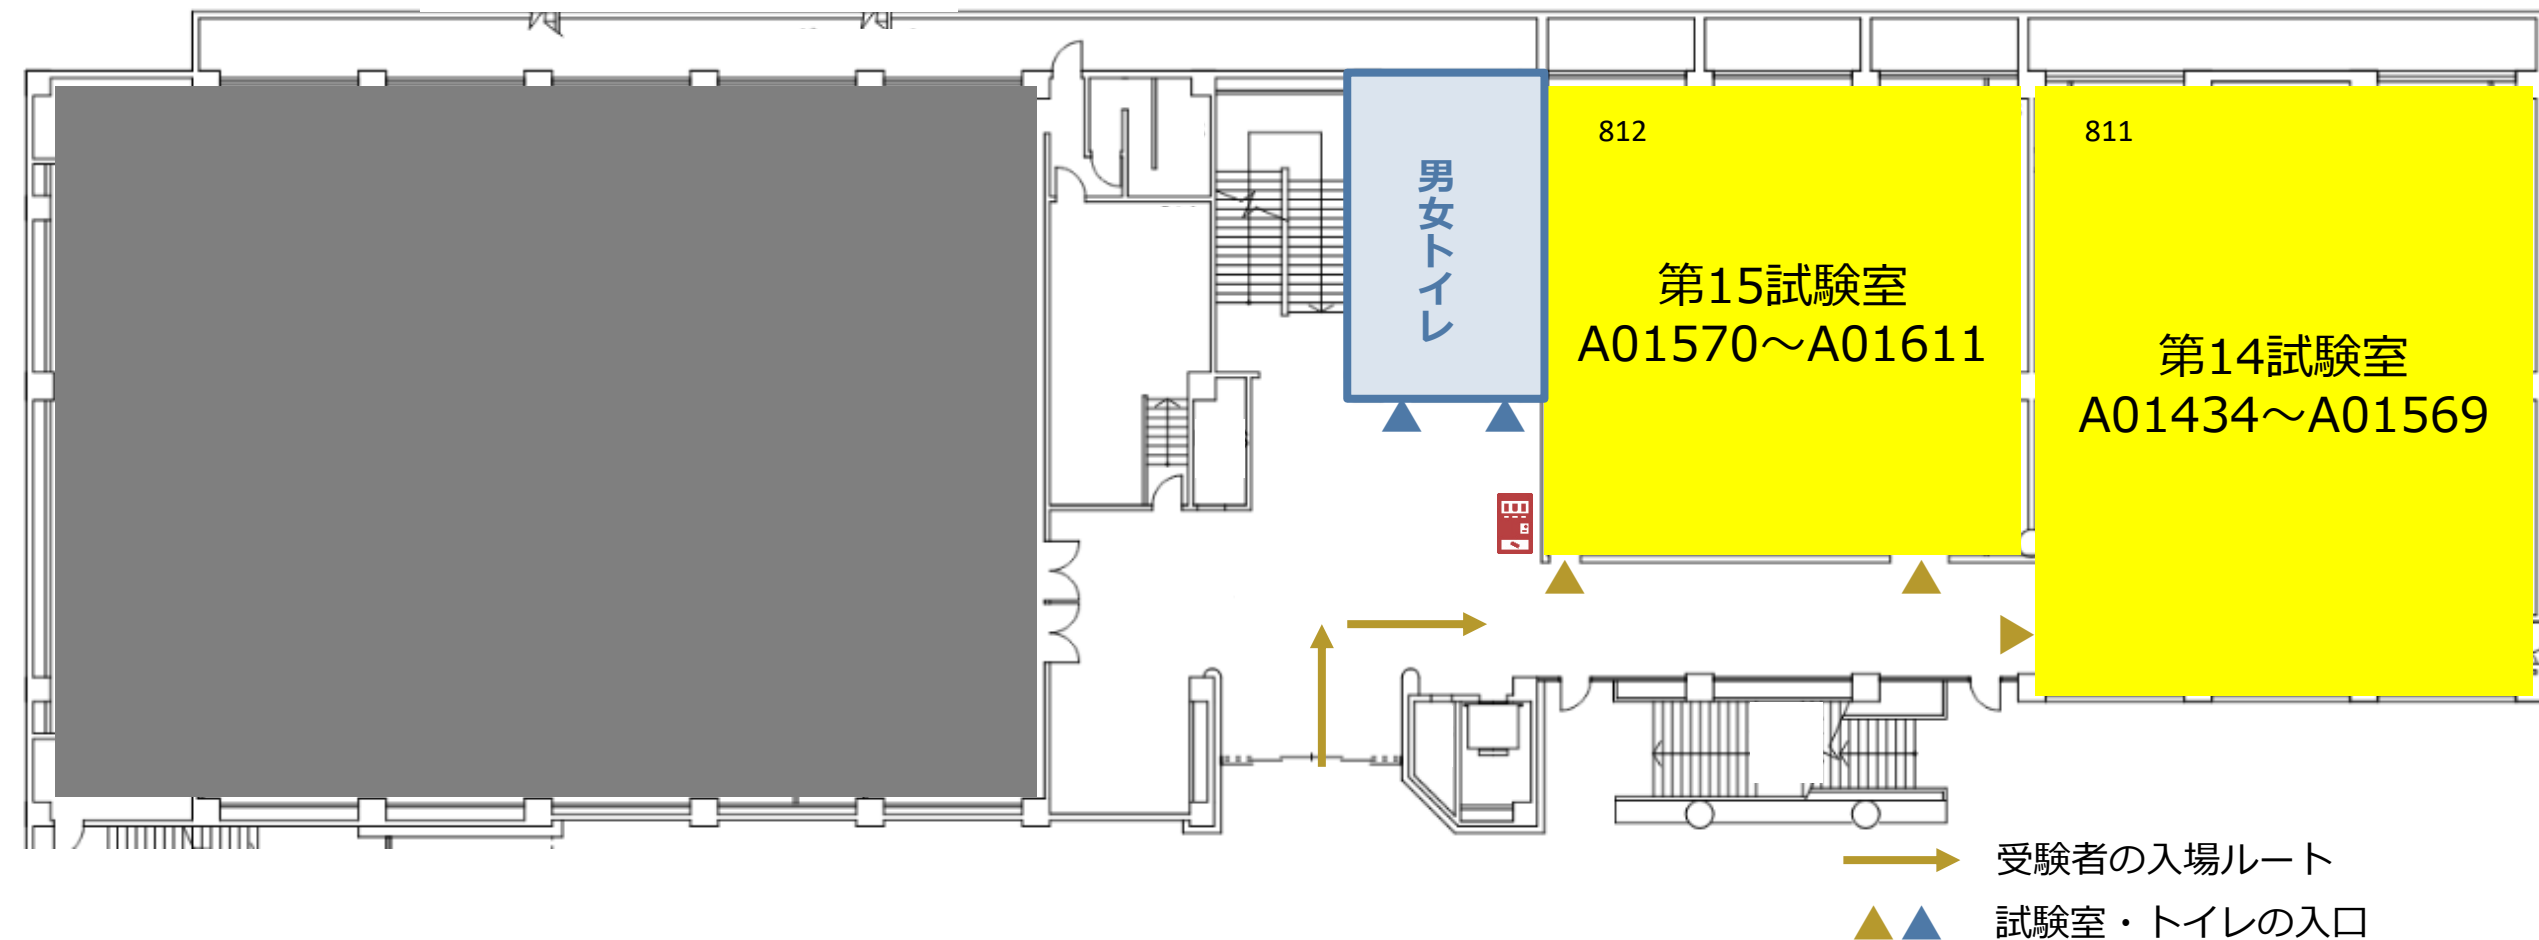 男女トイレ
812
第15試験室
A01570～A01611
811
第14試験室
A01434～A01569
受験者の入場ルート
試験室・トイレの入口